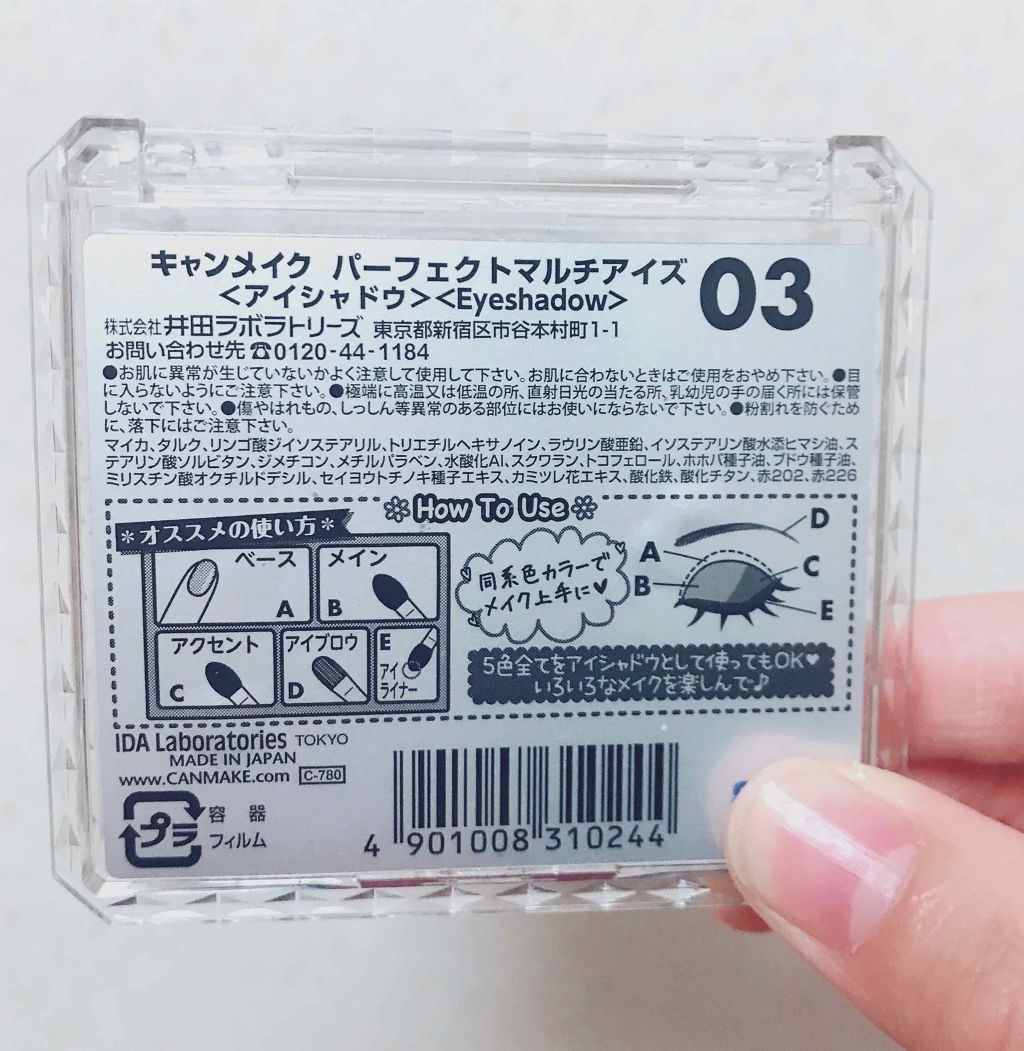 キャンメイク パーフェクトマルチアイズ 03
<アイシャドウ><Eyeshadow>
株式会社 井田ラボラトリーズ 東京都新宿区市谷本村町1-1
お問い合わせ先☎0120-44-1184
●お肌に異常が生じていないかよく注意して使用して下さい。お肌に合わないときはご使用をおやめ下さい。●目
に入らないようにご注意下さい。●極端に高温又は低温の所、直射日光の当たる所、乳幼児の手の届く所には保管
しないで下さい。●傷やはれもの、しっしん等異常のある部位にはお使いにならないで下さい。●粉割れを防ぐため
に、落下にはご注意下さい。
マイカ、タルク、リンゴ酸ジイソステアリル、トリエチルヘキサノイン、ラウリン酸亜鉛、イソステアリン酸水添ヒマシ油、ス
テアリン酸ソルビタン、ジメチコン、メチルパラベン、水酸化Al、スクワラン、トコフェロール、ホホバ種子油、ブドウ種子油、
ミリスチン酸オクチルドデシル、セイヨウトチノキ種子エキス、カミツレ花エキス、酸化鉄、酸化チタン、赤202、赤226
How To Use
*オススメの使い方*
ベース
A
メイン
B
アクセント
C
アイブロウ
D
E
アイ
ライナー
同系色カラーで
メイク上手に♥
A
B
D
C
E
5色全てをアイシャドウとして使ってもOK♥
いろいろなメイクを楽しんで♪
IDA Laboratories TOKYO
MADE IN JAPAN
www.CANMAKE.com C-780
プラ
容 器
フィルム
4 901008 310244